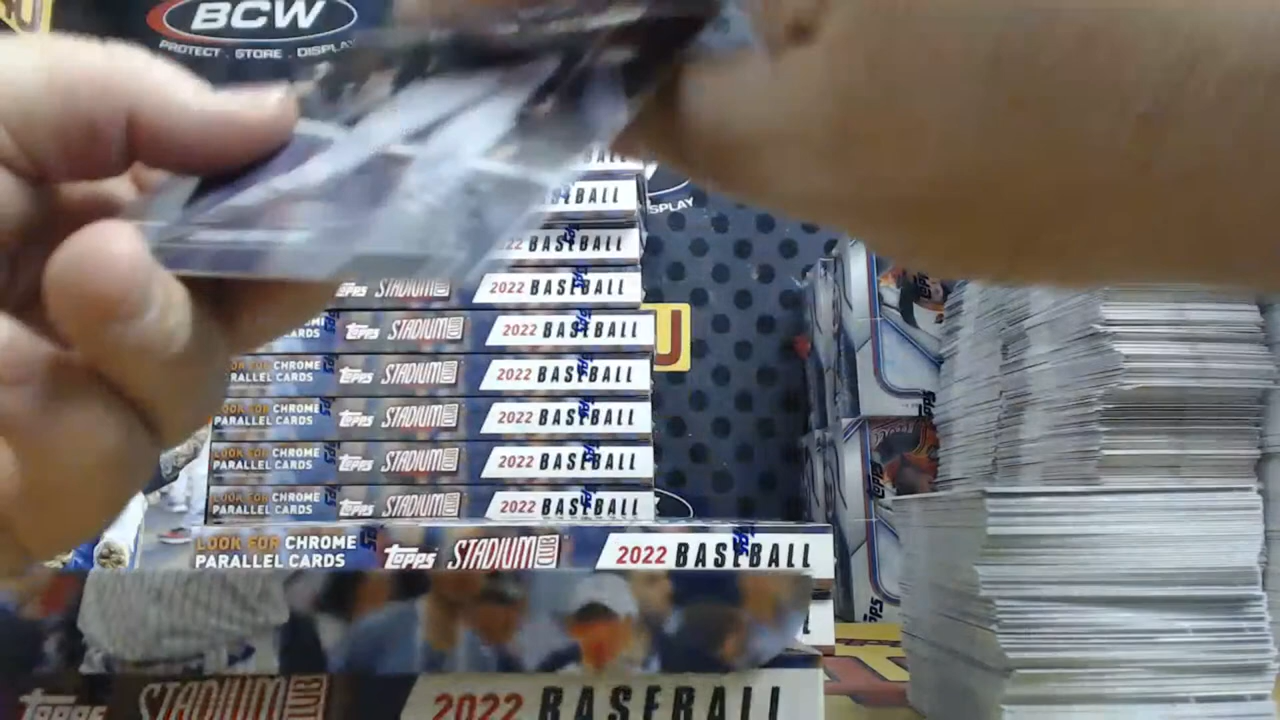 BCW
PROTECT . STORE . DISPLAY
BALL
BASEBALL
SPLAY
22 BASEBALL
TOPPS STADIUM 2022 BASEBALL
TOPPS STADIUM CLUB 2022 BASEBALL
LOOK FOR CHROME
PARALLEL CARDS
TOPPS STADIUM CLUB 2022 BASEBALL
LOOK FOR CHROME
PARALLEL CARDS
TOPPS STADIUM CLUB 2022 BASEBALL
LOOK FOR CHROME
PARALLEL CARDS
TOPPS STADIUM CLUB 2022 BASEBALL
LOOK FOR CHROME
PARALLEL CARDS
TOPPS STADIUM CLUB 2022 BASEBALL
LOOK FOR CHROME
PARALLEL CARDS
TOPPS STADIUM CLUB 2022 BASEBALL
TOPPS STADIUM CLUB 2022 BASEBALL